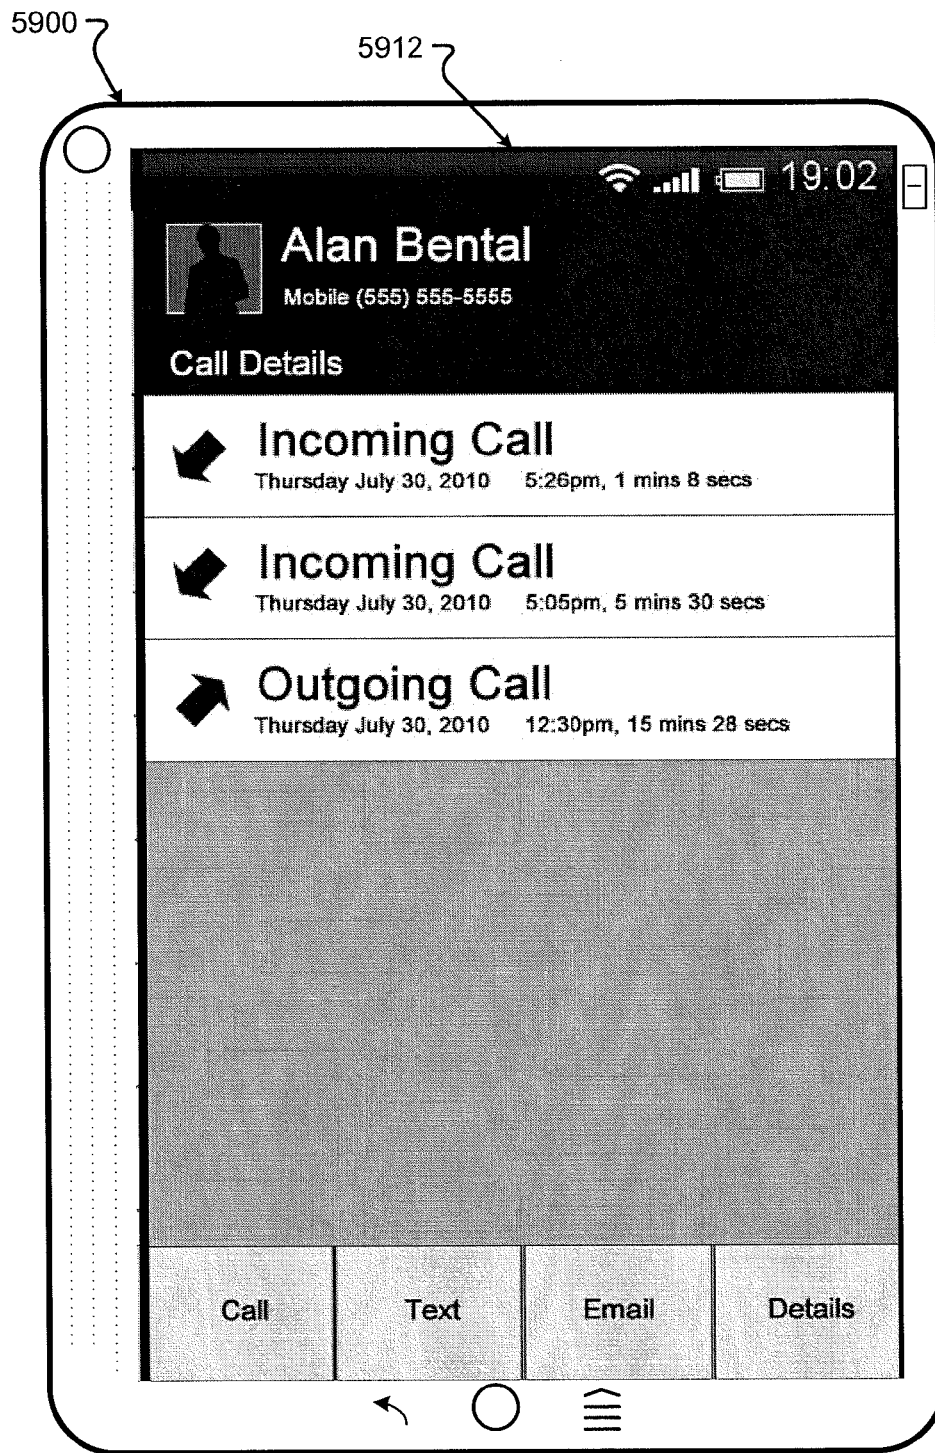 5900
5912
19:02
Alan Bental
Mobile (555) 555-5555
Call Details
Incoming Call
Thursday July 30, 2010 5:26pm, 1 mins 8 secs
Incoming Call
Thursday July 30, 2010 5:05pm, 5 mins 30 secs
Outgoing Call
Thursday July 30, 2010 12:30pm, 15 mins 28 secs
Call Text Email Details